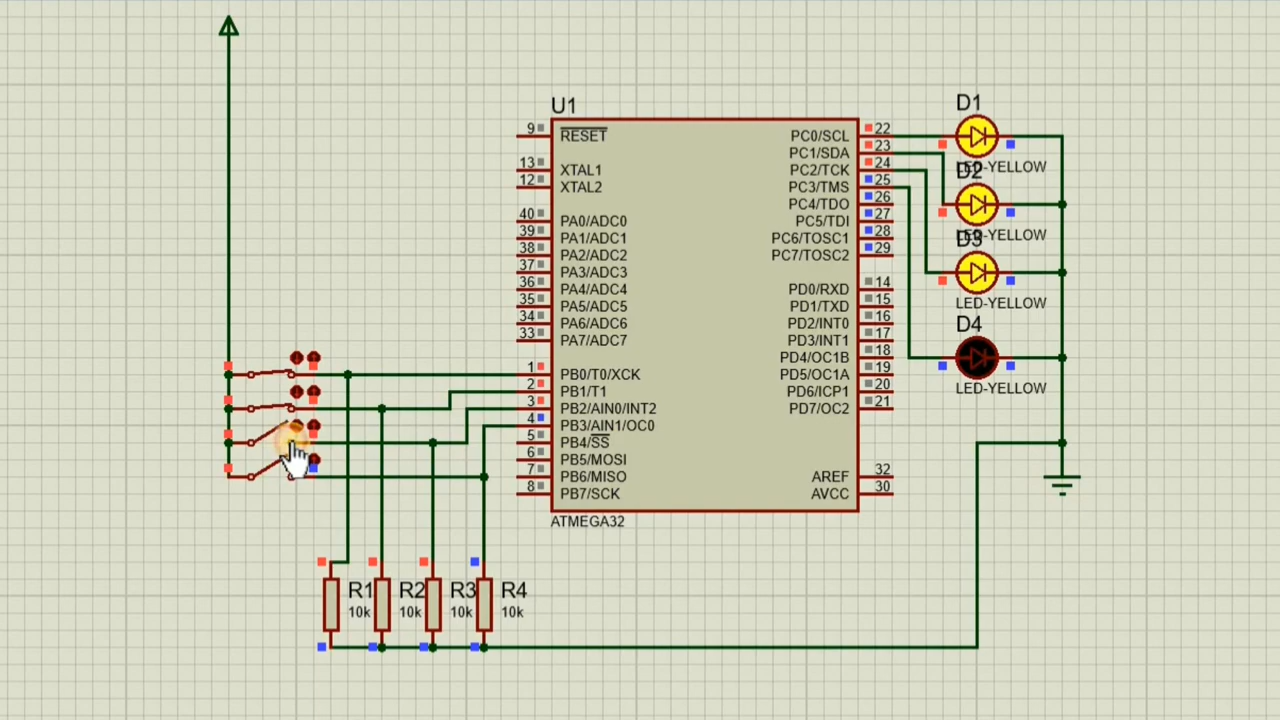 U1
D1
9 RESET PC0/SCL 22
PC1/SDA 23
LED-YELLOW
13 XTAL1 PC2/TCK 24
D2
12 XTAL2 PC3/TMS 25
PC4/TDO 26
40 PA0/ADC0 PC5/TDI 27
LED-YELLOW
39 PA1/ADC1 PC6/TOSC1 28
D3
38 PA2/ADC2 PC7/TOSC2 29
37 PA3/ADC3
36 PA4/ADC4 PD0/RXD 14
35 PA5/ADC5 PD1/TXD 15
LED-YELLOW
34 PA6/ADC6 PD2/INT0 16
D4
33 PA7/ADC7 PD3/INT1 17
PD4/OC1B 18
1 PB0/T0/XCK PD5/OC1A 19
2 PB1/T1 PD6/ICP1 20
LED-YELLOW
3 PB2/AIN0/INT2 PD7/OC2 21
4 PB3/AIN1/OC0
5 PB4/SS
6 PB5/MOSI
7 PB6/MISO AREF 32
8 PB7/SCK AVCC 30
ATMEGA32
R1 R2 R3 R4
10k 10k 10k 10k